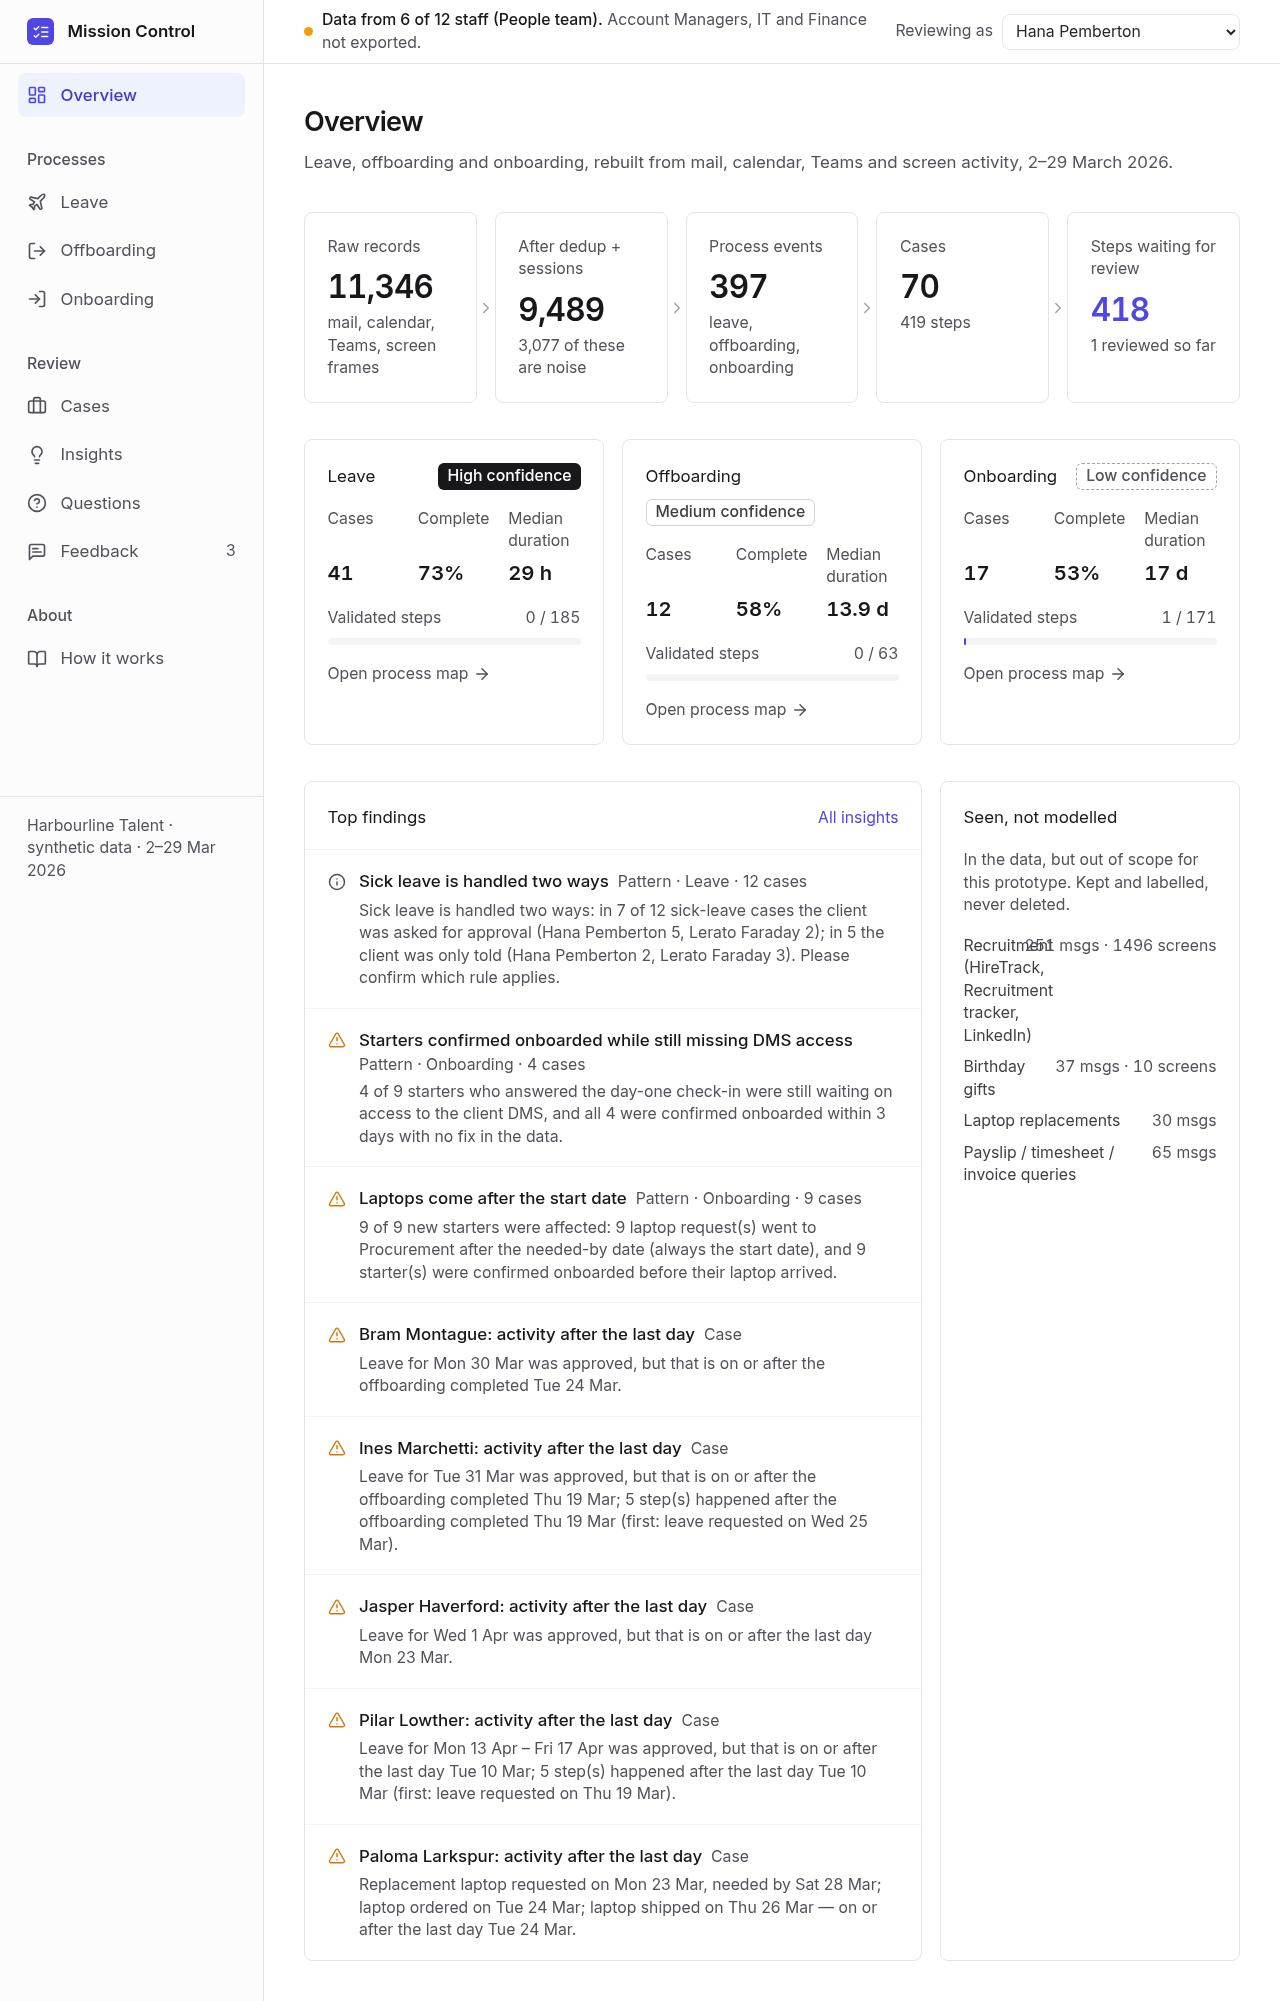 Mission Control
Data from 6 of 12 staff (People team). Account Managers, IT and Finance
not exported.
Reviewing as
Hana Pemberton
Overview
Processes
Leave
Offboarding
Onboarding
Review
Cases
Insights
Questions
Feedback 3
About
How it works
Harbourline Talent ·
synthetic data · 2–29 Mar
2026
Overview
Leave, offboarding and onboarding, rebuilt from mail, calendar, Teams and screen activity, 2–29 March 2026.
Raw records
11,346
mail, calendar,
Teams, screen
frames
After dedup +
sessions
9,489
3,077 of these
are noise
Process events
397
leave,
offboarding,
onboarding
Cases
70
419 steps
Steps waiting for
review
418
1 reviewed so far
Leave High confidence
Cases Complete Median
duration
41 73% 29 h
Validated steps 0 / 185
Open process map
Offboarding
Medium confidence
Cases Complete Median
duration
12 58% 13.9 d
Validated steps 0 / 63
Open process map
Onboarding Low confidence
Cases Complete Median
duration
17 53% 17 d
Validated steps 1 / 171
Open process map
Top findings All insights
Sick leave is handled two ways Pattern · Leave · 12 cases
Sick leave is handled two ways: in 7 of 12 sick-leave cases the client
was asked for approval (Hana Pemberton 5, Lerato Faraday 2); in 5 the
client was only told (Hana Pemberton 2, Lerato Faraday 3). Please
confirm which rule applies.
Starters confirmed onboarded while still missing DMS access
Pattern · Onboarding · 4 cases
4 of 9 starters who answered the day-one check-in were still waiting on
access to the client DMS, and all 4 were confirmed onboarded within 3
days with no fix in the data.
Laptops come after the start date Pattern · Onboarding · 9 cases
9 of 9 new starters were affected: 9 laptop request(s) went to
Procurement after the needed-by date (always the start date), and 9
starter(s) were confirmed onboarded before their laptop arrived.
Bram Montague: activity after the last day Case
Leave for Mon 30 Mar was approved, but that is on or after the
offboarding completed Tue 24 Mar.
Ines Marchetti: activity after the last day Case
Leave for Tue 31 Mar was approved, but that is on or after the
offboarding completed Thu 19 Mar; 5 step(s) happened after the
offboarding completed Thu 19 Mar (first: leave requested on Wed 25
Mar).
Jasper Haverford: activity after the last day Case
Leave for Wed 1 Apr was approved, but that is on or after the last day
Mon 23 Mar.
Pilar Lowther: activity after the last day Case
Leave for Mon 13 Apr – Fri 17 Apr was approved, but that is on or after
the last day Tue 10 Mar; 5 step(s) happened after the last day Tue 10
Mar (first: leave requested on Thu 19 Mar).
Paloma Larkspur: activity after the last day Case
Replacement laptop requested on Mon 23 Mar, needed by Sat 28 Mar;
laptop ordered on Tue 24 Mar; laptop shipped on Thu 26 Mar — on or
after the last day Tue 24 Mar.
Seen, not modelled
In the data, but out of scope for
this prototype. Kept and labelled,
never deleted.
Recruitment 251 msgs · 1496 screens
(HireTrack,
Recruitment
tracker,
LinkedIn)
Birthday 37 msgs · 10 screens
gifts
Laptop replacements 30 msgs
Payslip / timesheet / 65 msgs
invoice queries